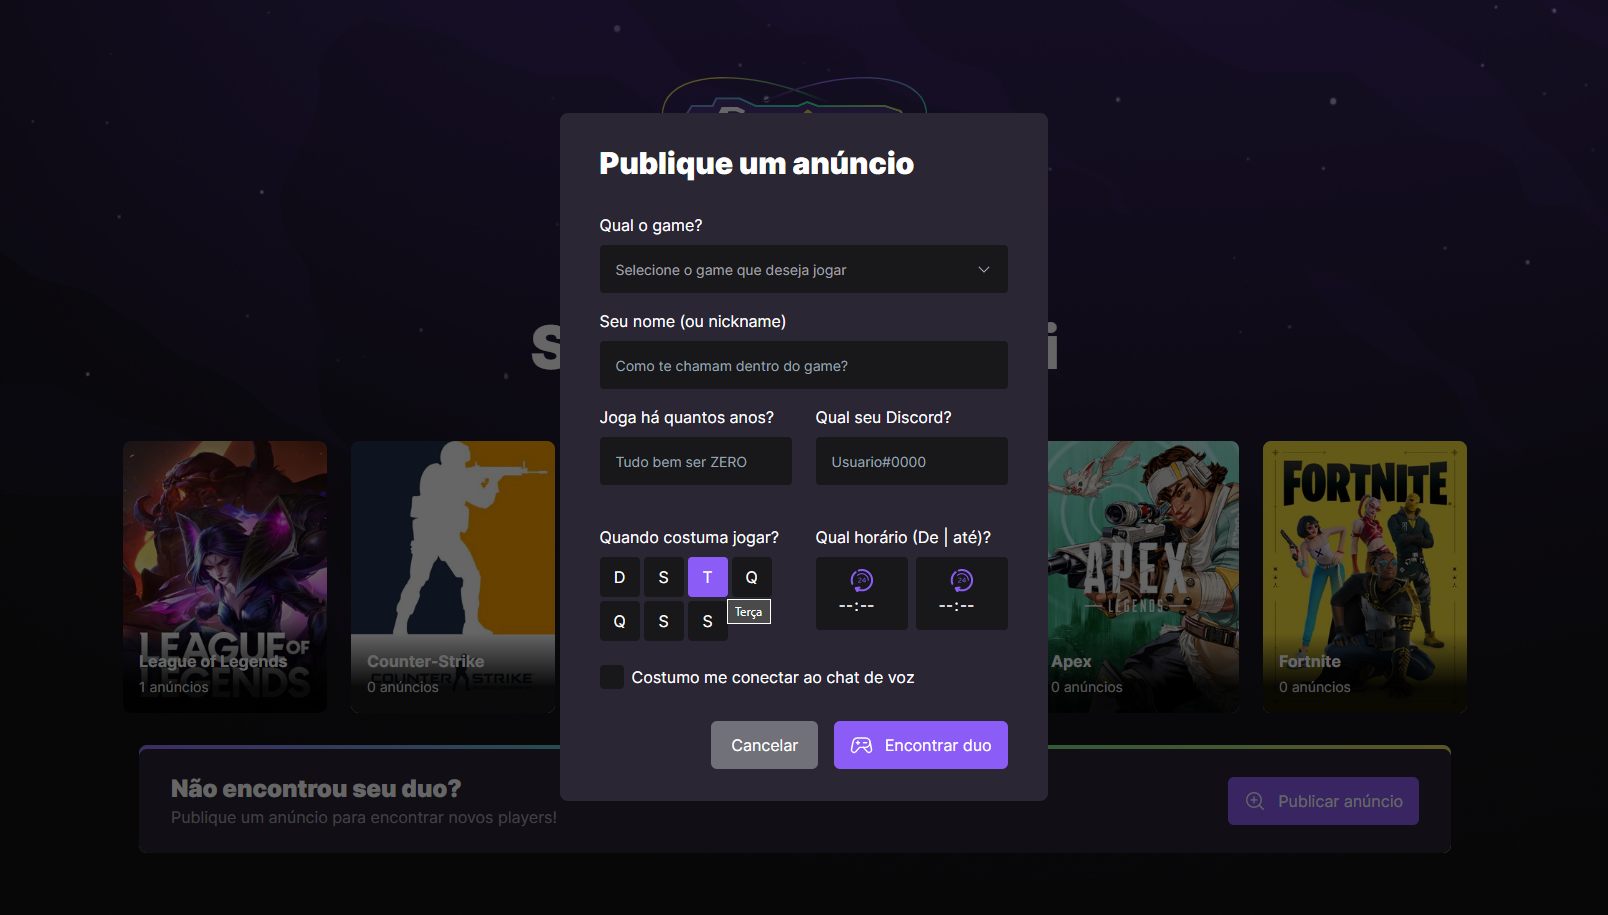 Publique um anúncio
Qual o game?
Selecione o game que deseja jogar
Seu nome (ou nickname)
Como te chamam dentro do game?
Joga há quantos anos? Qual seu Discord?
Tudo bem ser ZERO Usuario#0000
Quando costuma jogar? Qual horário (De | até)?
D S T Q
24 24
--:-- --:--
Terça
Q S S
Costumo me conectar ao chat de voz
Cancelar Encontrar duo
S i
LEAGUE OF
LEGENDS
League of Legends
1 anúncios
COUNTER STRIKE
Counter-Strike
0 anúncios
APEX
LEGENDS
Apex
0 anúncios
FORTNITE
Fortnite
0 anúncios
Não encontrou seu duo?
Publique um anúncio para encontrar novos players!
Publicar anúncio